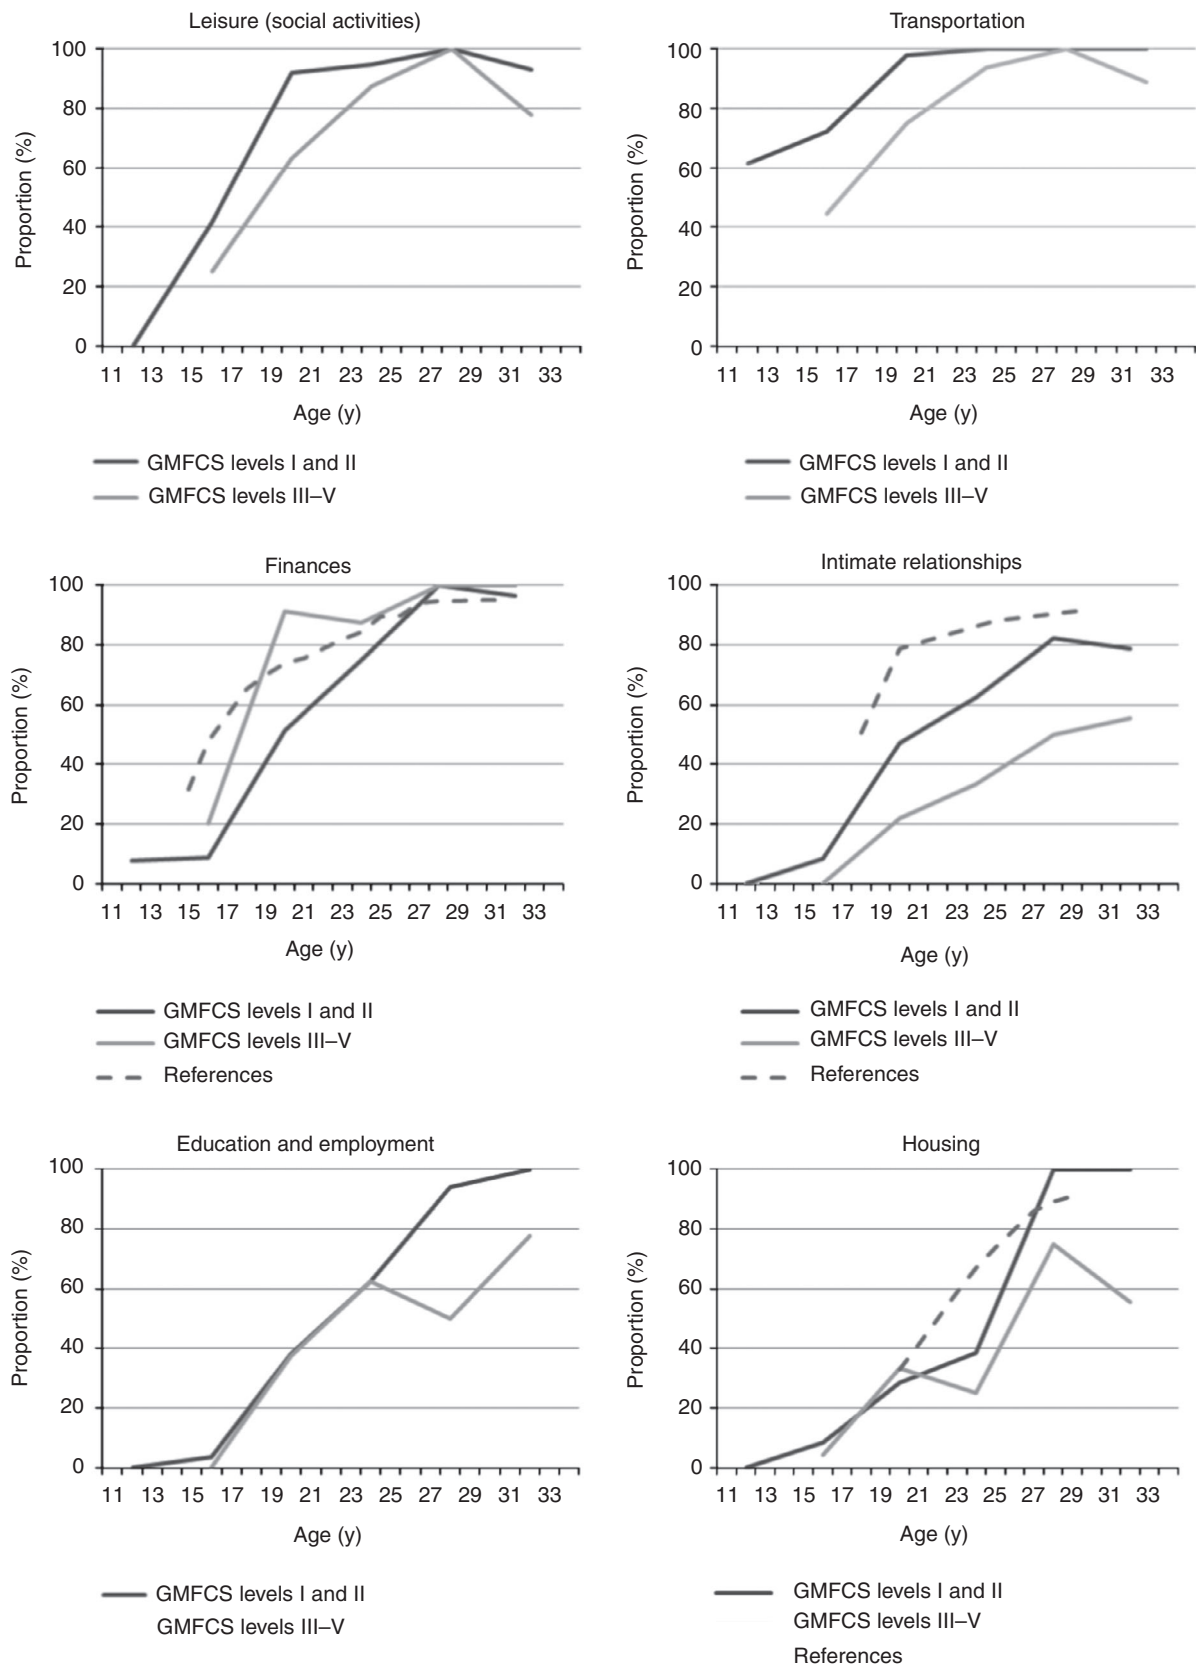 Leisure (social activities)
100
80
60
40
20
0
Proportion (%)
11 13 15 17 19 21 23 25 27 29 31 33
Age (y)
GMFCS levels I and II
GMFCS levels III–V
Transportation
100
80
60
40
20
0
Proportion (%)
11 13 15 17 19 21 23 25 27 29 31 33
Age (y)
GMFCS levels I and II
GMFCS levels III–V
Finances
100
80
60
40
20
0
Proportion (%)
11 13 15 17 19 21 23 25 27 29 31 33
Age (y)
GMFCS levels I and II
GMFCS levels III–V
References
Intimate relationships
100
80
60
40
20
0
Proportion (%)
11 13 15 17 19 21 23 25 27 29 31 33
Age (y)
GMFCS levels I and II
GMFCS levels III–V
References
Education and employment
100
80
60
40
20
0
Proportion (%)
11 13 15 17 19 21 23 25 27 29 31 33
Age (y)
GMFCS levels I and II
GMFCS levels III–V
Housing
100
80
60
40
20
0
Proportion (%)
11 13 15 17 19 21 23 25 27 29 31 33
Age (y)
GMFCS levels I and II
GMFCS levels III–V
References